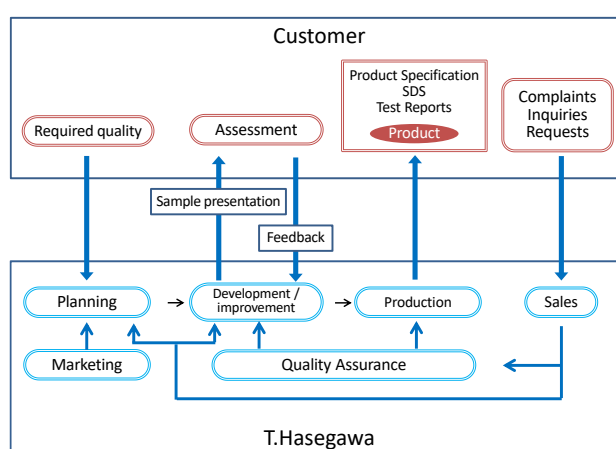 Customer
Product Specification
SDS
Test Reports
Product
Complaints
Inquiries
Requests
Required quality
Assessment
Sample presentation
Feedback
Planning
Development /
improvement
Production
Sales
Marketing
Quality Assurance
T.Hasegawa